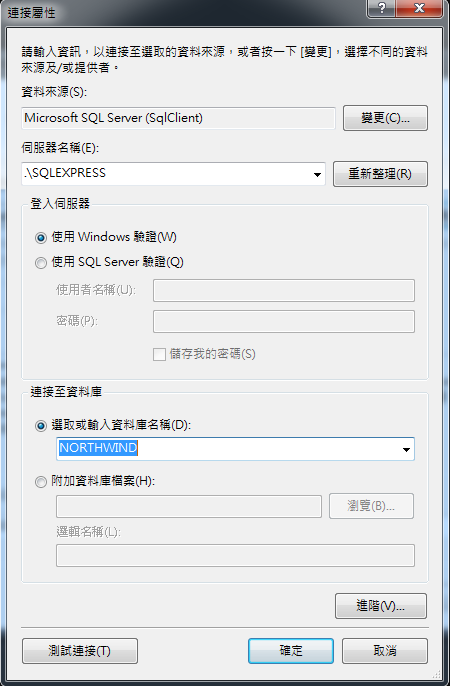 連接屬性
請輸入資訊，以連接至選取的資料來源，或者按一下 [變更]，選擇不同的資料
來源及/或提供者。
資料來源(S):
Microsoft SQL Server (SqlClient)
變更(C)...
伺服器名稱(E):
.\SQLEXPRESS
重新整理(R)
登入伺服器
使用 Windows 驗證(W)
使用 SQL Server 驗證(Q)
使用者名稱(U):
密碼(P):
儲存我的密碼(S)
連接至資料庫
選取或輸入資料庫名稱(D):
NORTHWIND
附加資料庫檔案(H):
瀏覽(B)...
邏輯名稱(L):
進階(V)...
測試連接(T)
確定
取消